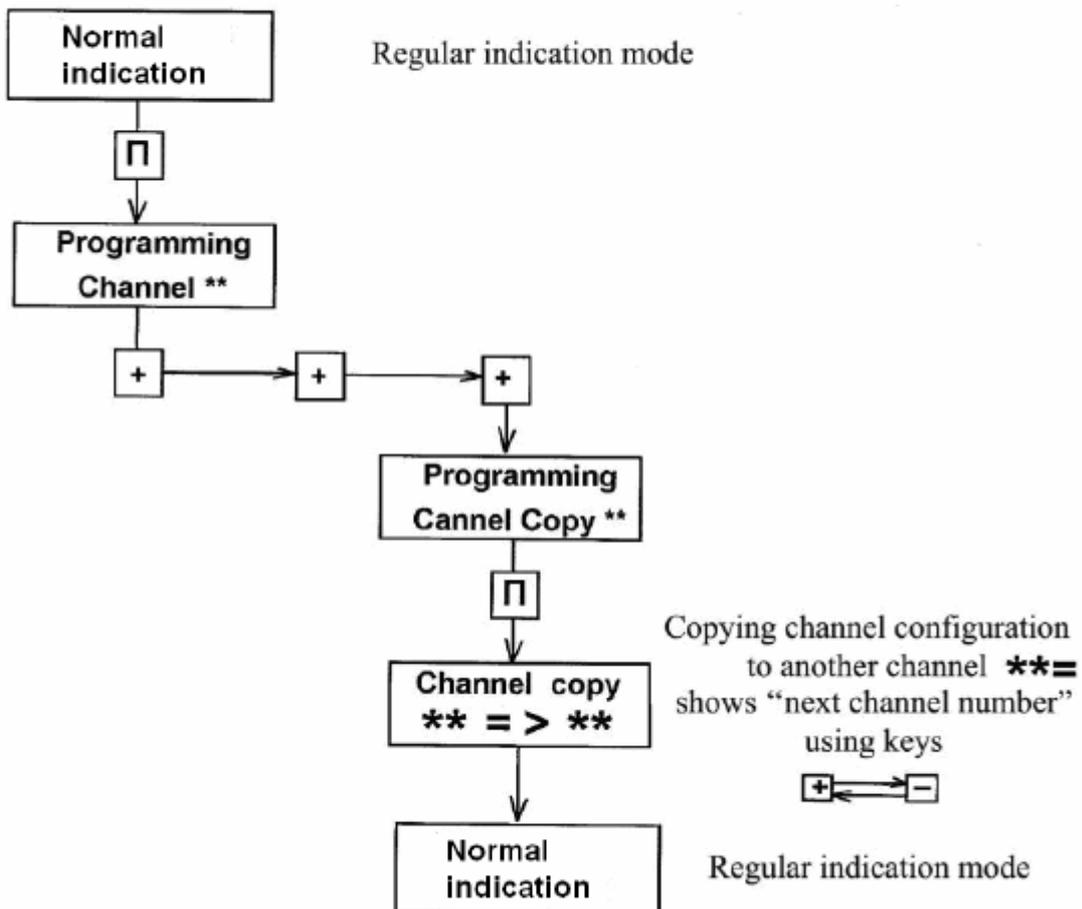 Normal
indication
Regular indication mode
П
Programming
Channel **
+ + +
Programming
Cannel Copy **
П
Channel copy
** = > **
Copying channel configuration
to another channel **=
shows “next channel number”
using keys
+ −
Normal
indication
Regular indication mode